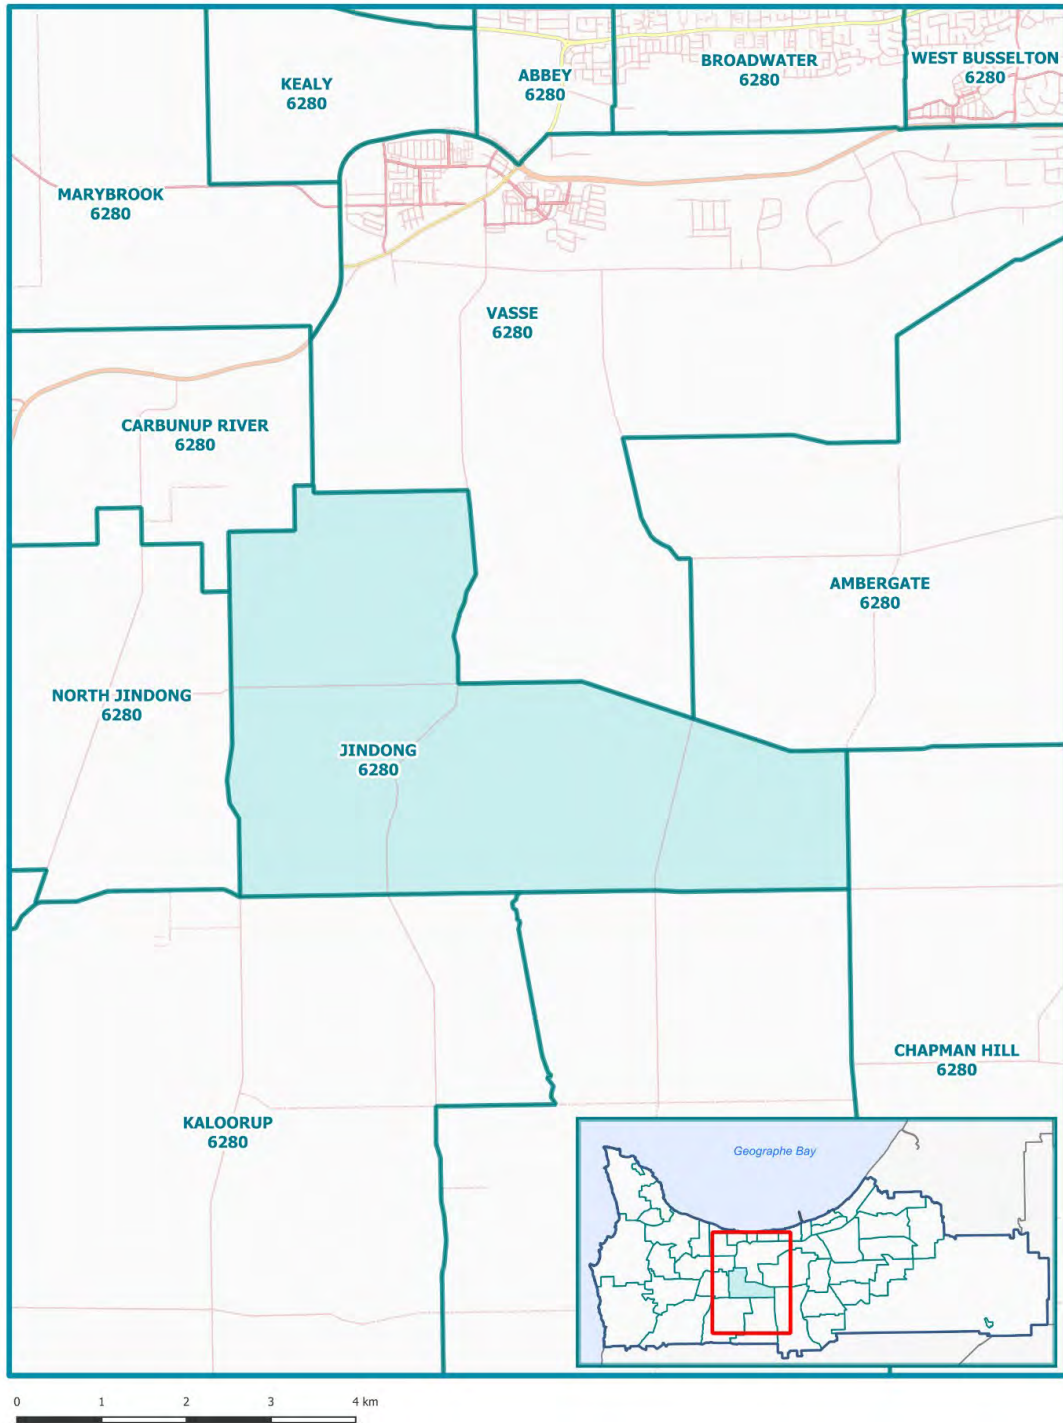 KEALY
6280
ABBEY
6280
BROADWATER
6280
WEST BUSSELTON
6280
MARYBROOK
6280
VASSE
6280
CARBUNUP RIVER
6280
AMBERGATE
6280
NORTH JINDONG
6280
JINDONG
6280
CHAPMAN HILL
6280
KALOORUP
6280
Geographe Bay
0 1 2 3 4 km